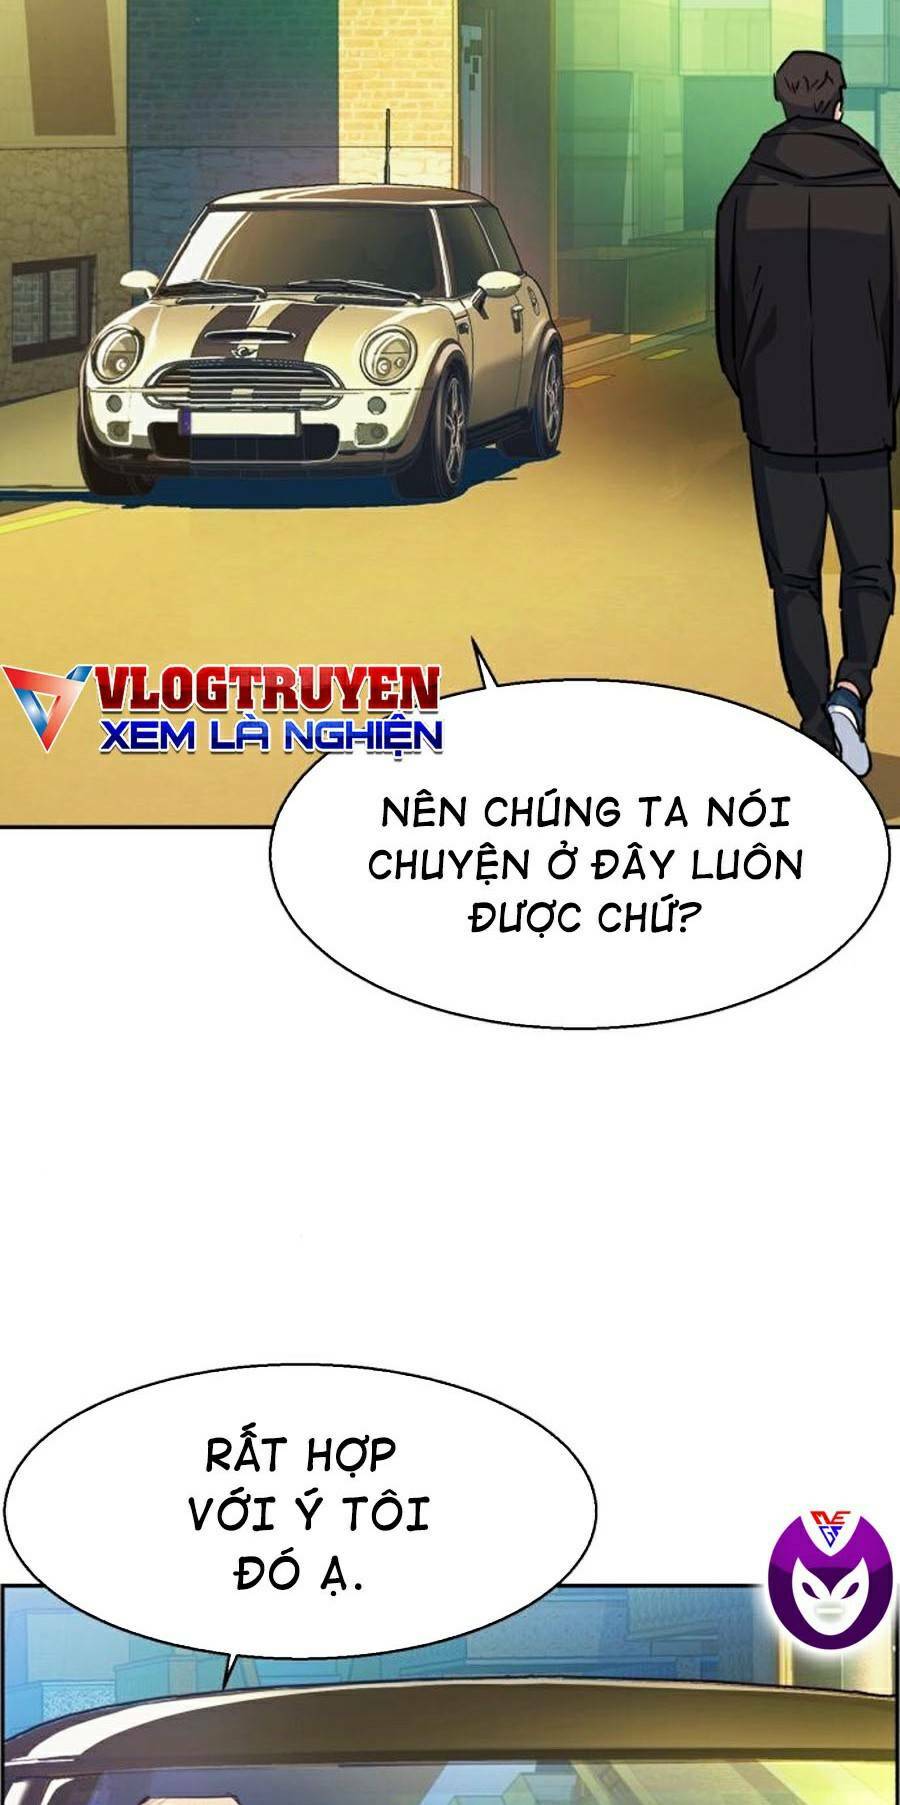 VLOGTRUYEN
XEM LÀ NGHIỆN
NÊN CHÚNG TA NÓI
CHUYỆN Ở ĐÂY LUÔN
ĐƯỢC CHỨ?
RẤT HỢP
VỚI Ý TÔI
ĐÓ Ạ.